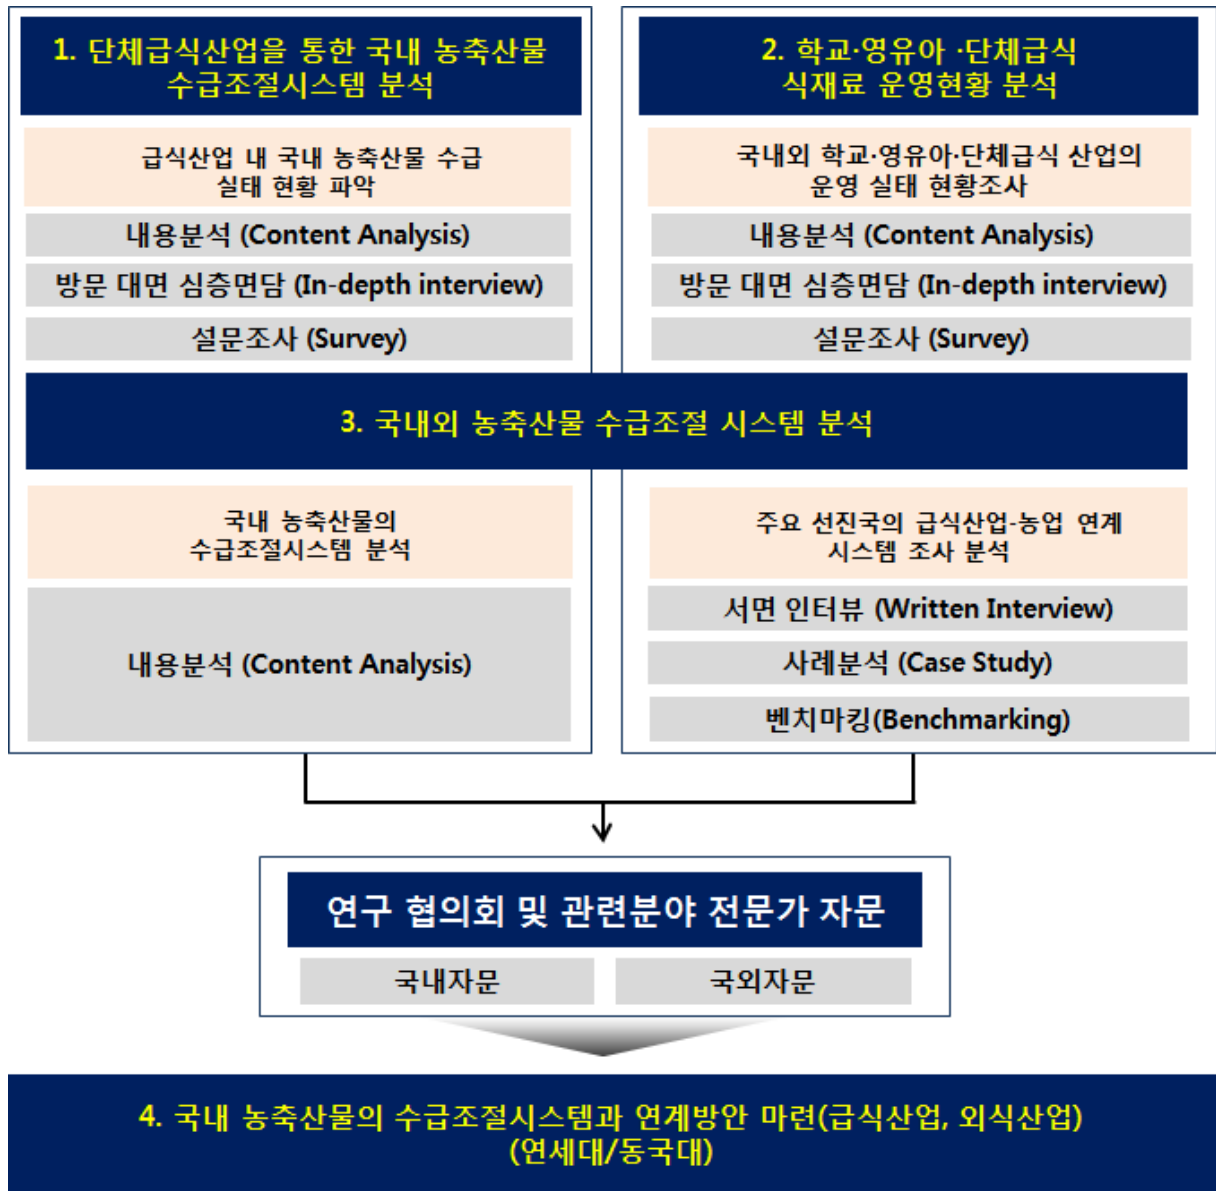 1. 단체급식산업을 통한 국내 농축산물
수급조절시스템 분석
급식산업 내 국내 농축산물 수급
실태 현황 파악
내용분석 (Content Analysis)
방문 대면 심층면담 (In-depth interview)
설문조사 (Survey)
2. 학교·영유아 ·단체급식
식재료 운영현황 분석
국내외 학교·영유아·단체급식 산업의
운영 실태 현황조사
내용분석 (Content Analysis)
방문 대면 심층면담 (In-depth interview)
설문조사 (Survey)
3. 국내외 농축산물 수급조절 시스템 분석
국내 농축산물의
수급조절시스템 분석
내용분석 (Content Analysis)
주요 선진국의 급식산업-농업 연계
시스템 조사 분석
서면 인터뷰 (Written Interview)
사례분석 (Case Study)
벤치마킹(Benchmarking)
연구 협의회 및 관련분야 전문가 자문
국내자문
국외자문
4. 국내 농축산물의 수급조절시스템과 연계방안 마련(급식산업, 외식산업)
(연세대/동국대)